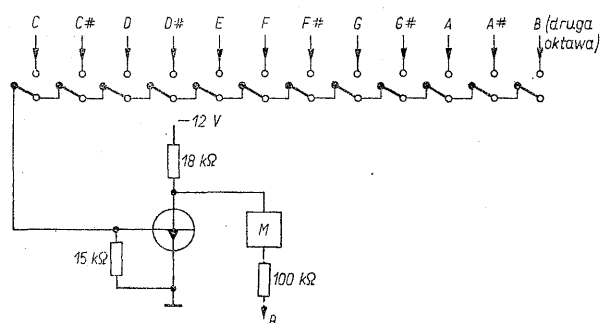 C C# D D# E F F# G G# A A# B (druga
oktawa)
−12 V
18 kΩ
M
15 kΩ
100 kΩ
A